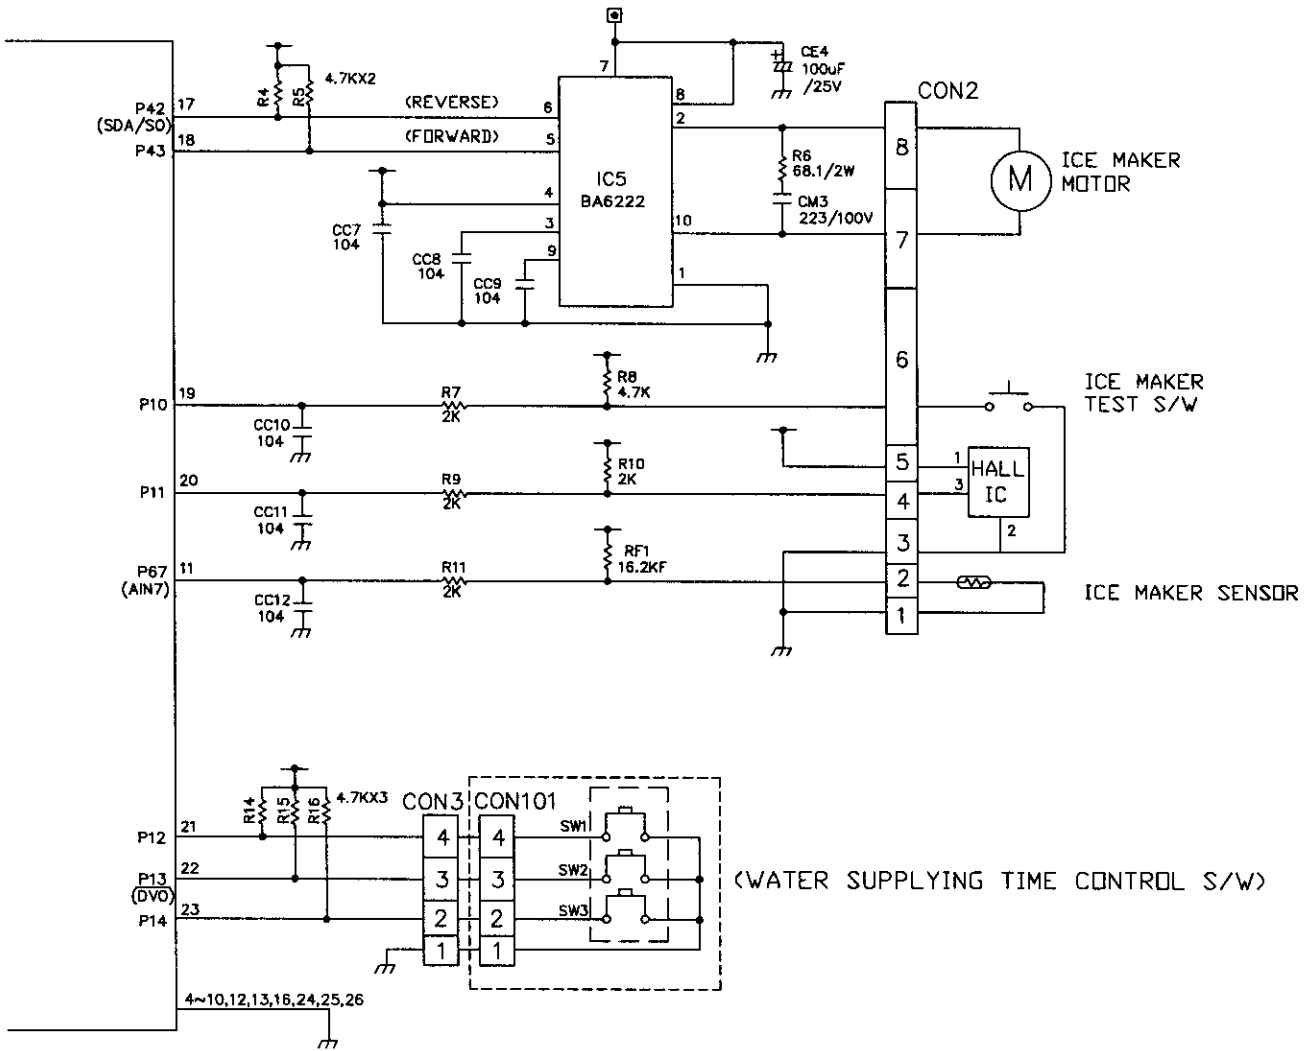 7
CE4
100uF
/25V
+
4.7KX2
R4
R5
8
CON2
P42
17
(REVERSE)
6
2
(SDA/SO)
P43
18
(FORWARD)
5
8
R6
68.1/2W
ICE MAKER
MOTOR
M
IC5
BA6222
4
CM3
223/100V
CC7
104
3
10
7
CC8
104
9
CC9
104
1
6
R8
4.7K
ICE MAKER
TEST S/W
P10
19
R7
2K
CC10
104
5
1
HALL
IC
R10
2K
P11
20
R9
2K
4
3
CC11
104
2
3
RF1
16.2KF
P67
11
(AIN7)
R11
2K
2
CC12
104
1
ICE MAKER SENSOR
R14
R15
R16
4.7KX3
CON3
CON101
P12
21
4
4
SW1
P13
22
3
3
SW2
(WATER SUPPLYING TIME CONTROL S/W)
(DVO)
P14
23
2
2
SW3
1
1
4~10,12,13,16,24,25,26